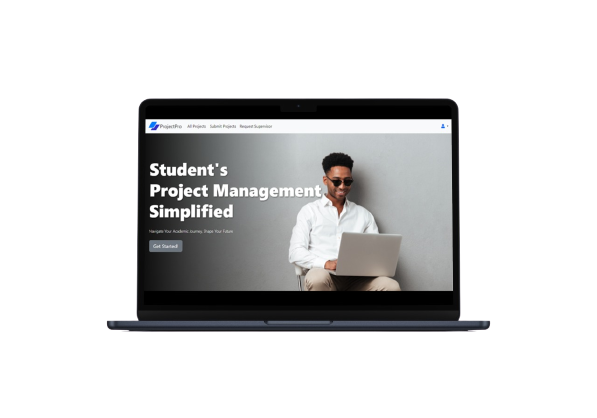 ProjectPro All Projects Submit Projects Request Supervisor
Student's
Project Management
Simplified
Navigate Your Academic Journey, Shape Your Future
Get Started!